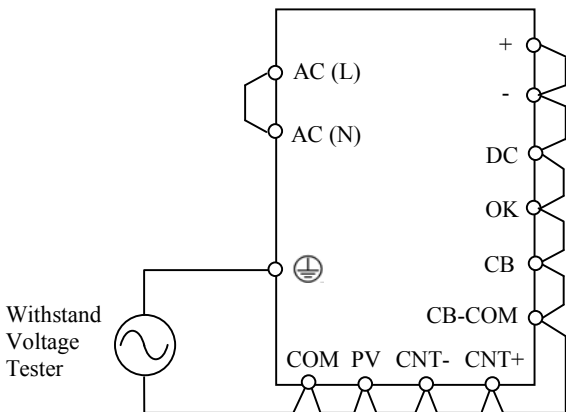 +
AC (L)
-
AC (N)
DC
OK
CB
CB-COM
Withstand
Voltage
Tester
COM PV CNT- CNT+